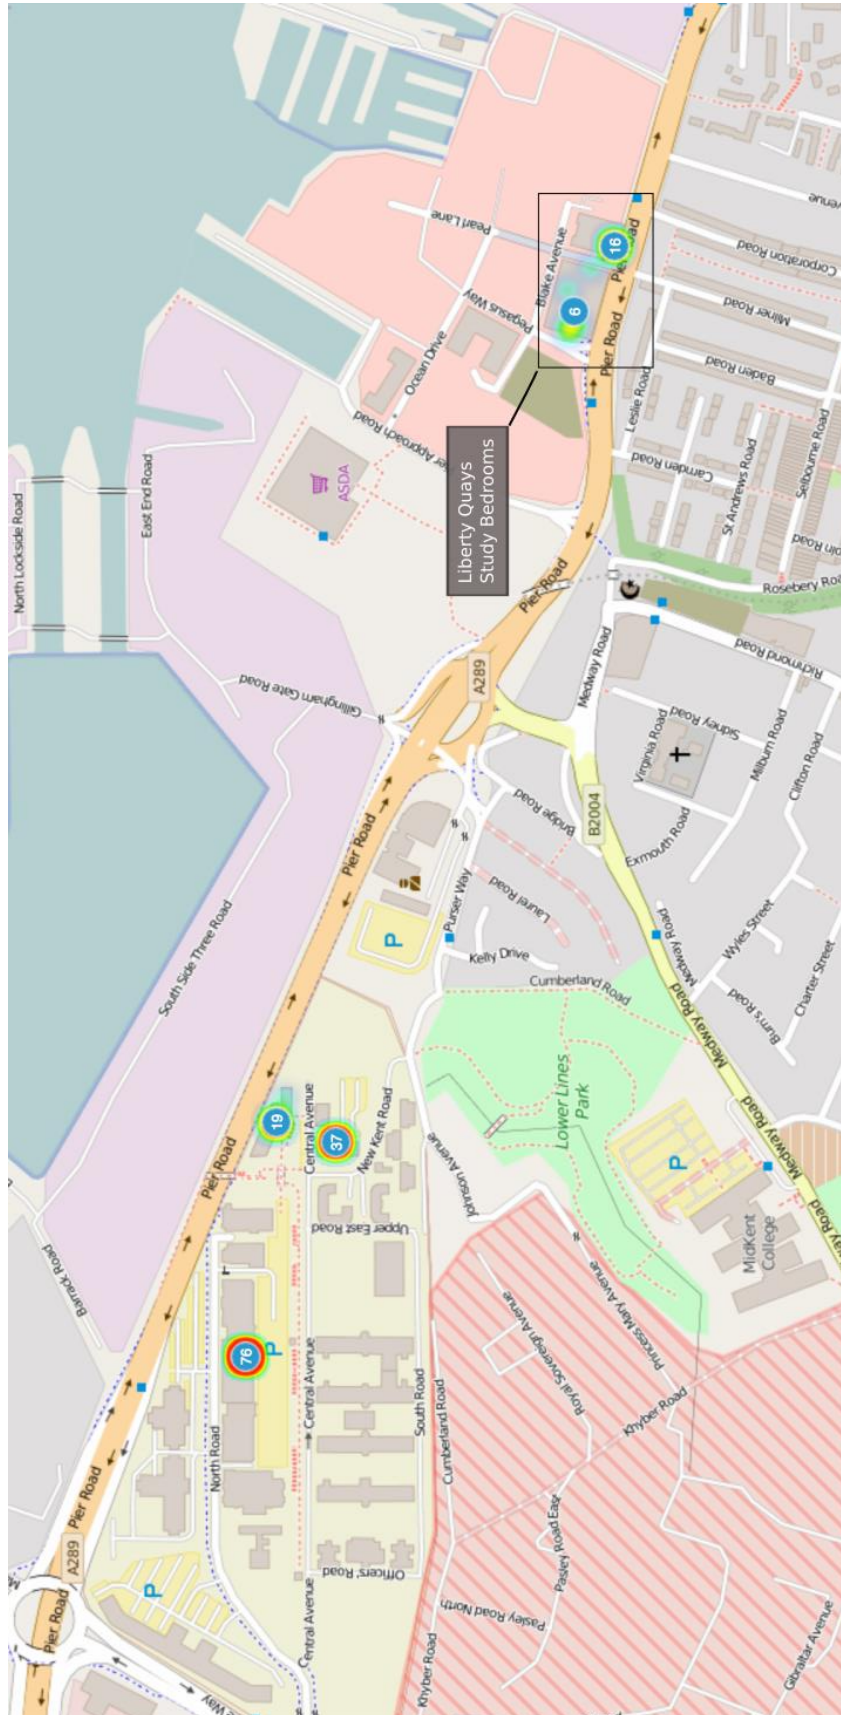 North Lockside Road
East End Road
Gillingham Gate Road
South Side Three Road
Barrack Road
ASDA
Ocean Drive
Pegasus Way
Pearl Lane
Blake Avenue
Liberty Quays
Study Bedrooms
16
6
Pier Road
Pier Road
Pier Road
Corporation Road
Milner Road
Baden Road
Leslie Road
Camden Road
St Andrews Road
Selbourne Road
Richmond Road
Medway Road
A289
Pier Road
Pier Road
Pier Road
Pier Road
A289
Pier Road
B2004
Bridge Road
Virginia Road
Sidney Road
Milburn Road
Clifton Road
Exmouth Road
Laurel Road
Purser Way
Kelly Drive
P
Medway Road
Wyles Street
Burn's Road
Charter Street
Medway Road
Medway Road
Cumberland Road
Lower Lines
Park
P
MidKent
College
Johnson Avenue
Princess Mary Avenue
Royal Sovereign Avenue
Khyber Road
Cumberland Road
Pasley Road East
Pasley Road North
Khyber Road
Gibraltar Avenue
19
37
76
Central Avenue
New Kent Road
Upper East Road
North Road
P
Central Avenue
South Road
Officers' Road
Central Avenue
P